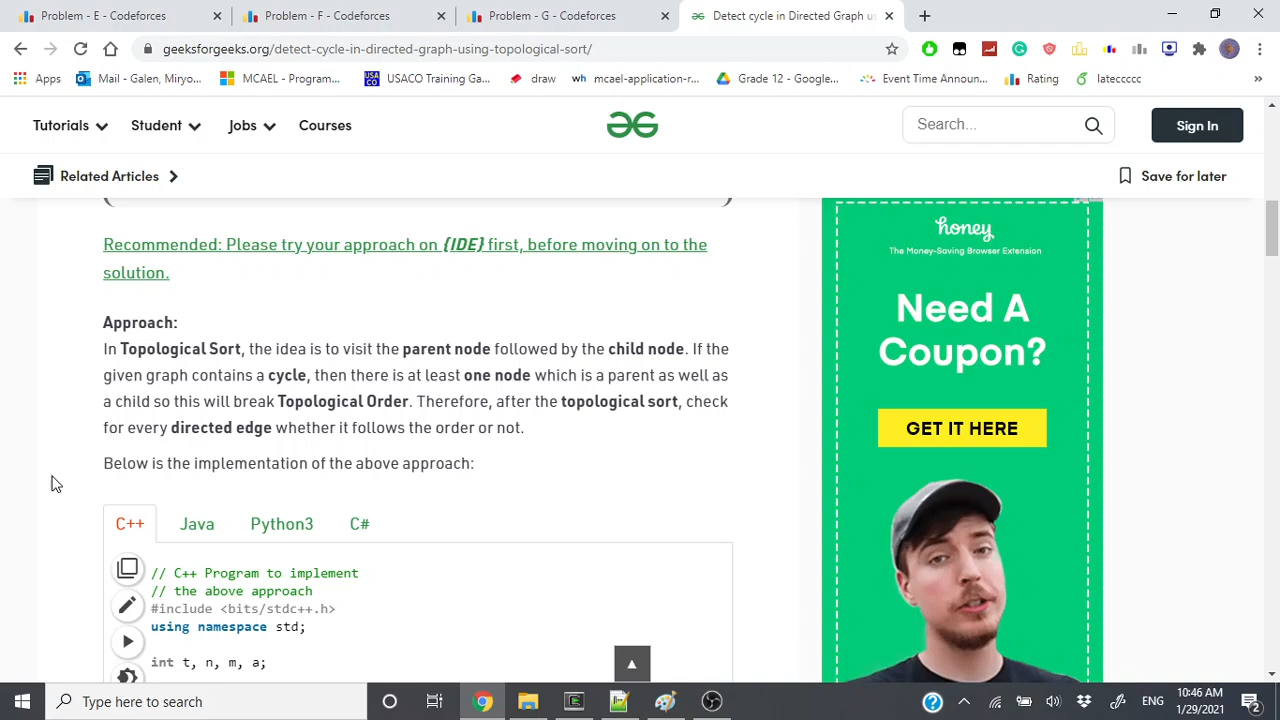 Problem - C - Codeforces
Problem - F - Codeforces
Problem - G - Codeforces
Detect cycle in Directed Graph us
geeksforgeeks.org/detect-cycle-in-directed-graph-using-topological-sort/
Apps
Mail - Galen, Miryo...
MCAEL - Program...
USACO
USACO Training Ga...
draw
wh mcael-application-r...
Grade 12 - Google...
Event Time Announ...
Rating
lateccccc
»
Tutorials
Student
Jobs
Courses
Search...
Sign In
Related Articles
Save for later
Recommended: Please try your approach on {IDE} first, before moving on to the
solution.
Approach:
In Topological Sort, the idea is to visit the parent node followed by the child node. If the
given graph contains a cycle, then there is at least one node which is a parent as well as
a child so this will break Topological Order. Therefore, after the topological sort, check
for every directed edge whether it follows the order or not.
Below is the implementation of the above approach:
C++
Java
Python3
C#
// C++ Program to implement
// the above approach
#include <bits/stdc++.h>
using namespace std;
int t, n, m, a;
honey
The Money-Saving Browser Extension
Need A
Coupon?
GET IT HERE
Type here to search
ENG
10:46 AM
1/29/2021
2